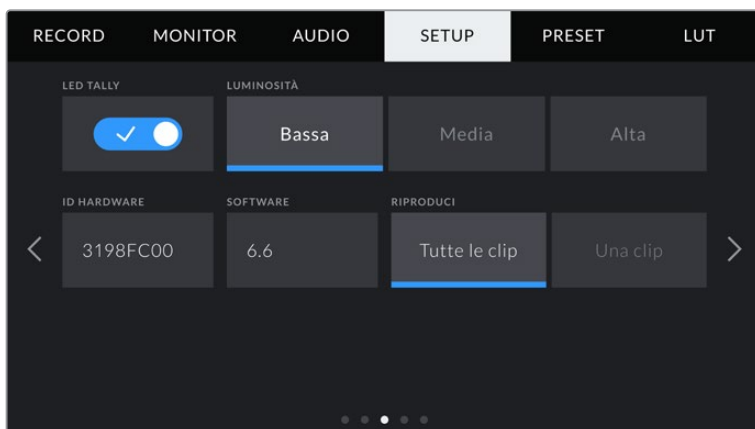 RECORD MONITOR AUDIO SETUP PRESET LUT
LED TALLY LUMINOSITÀ
Bassa Media Alta
ID HARDWARE SOFTWARE RIPRODUCI
3198FC00 6.6 Tutte le clip Una clip